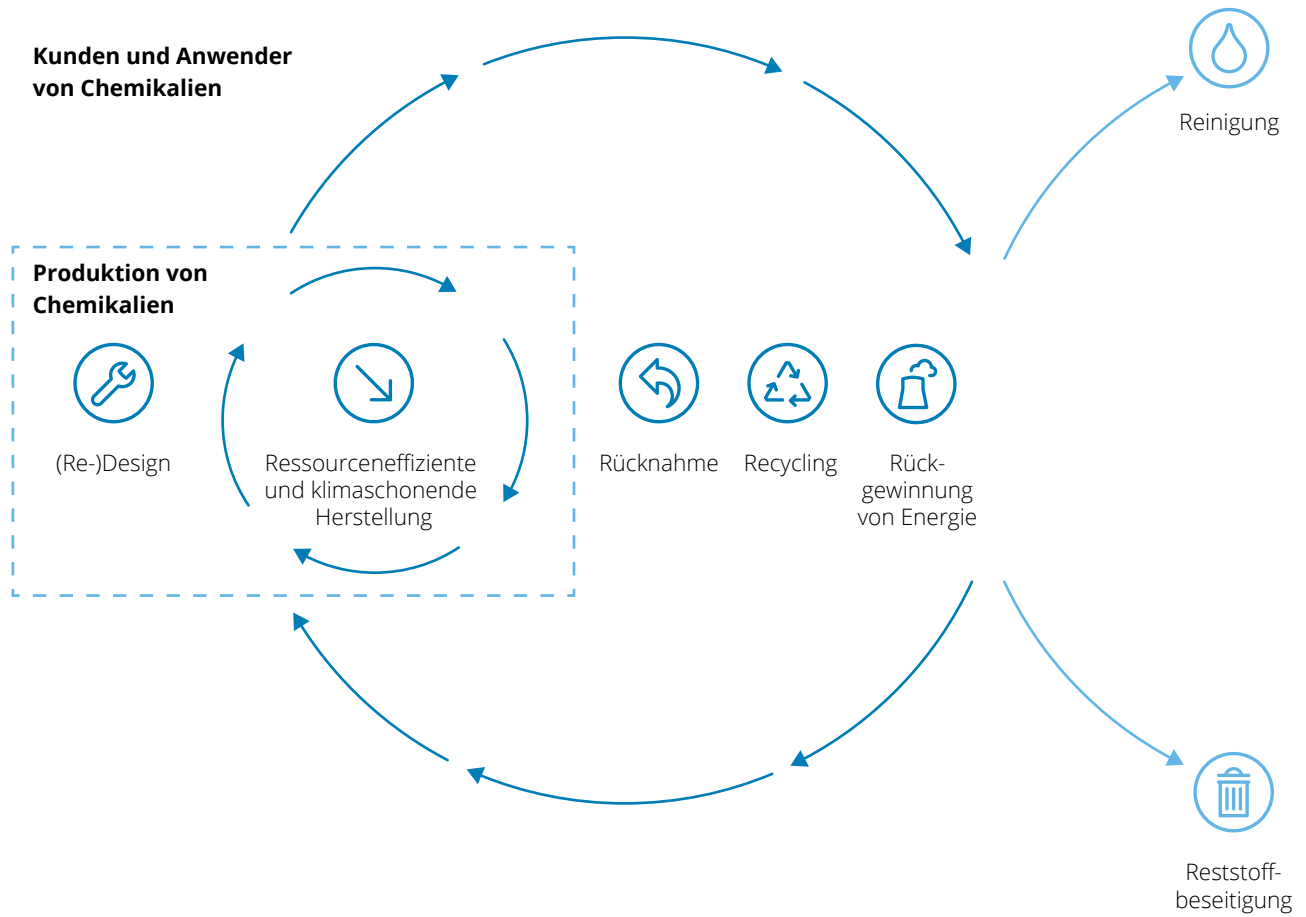 Kunden und Anwender
von Chemikalien
Reinigung
Produktion von
Chemikalien
(Re-)Design
Ressourceneffiziente
und klimaschonende
Herstellung
Rücknahme
Recycling
Rück-
gewinnung
von Energie
Reststoff-
beseitigung